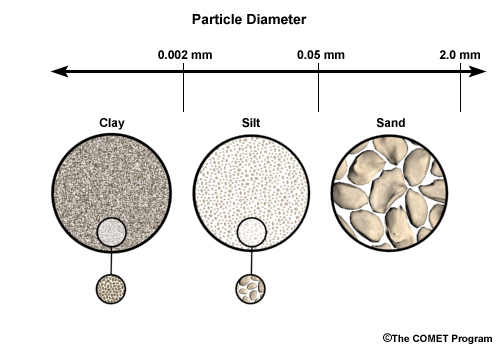 Particle Diameter
0.002 mm 0.05 mm 2.0 mm
Clay Silt Sand
©The COMET Program